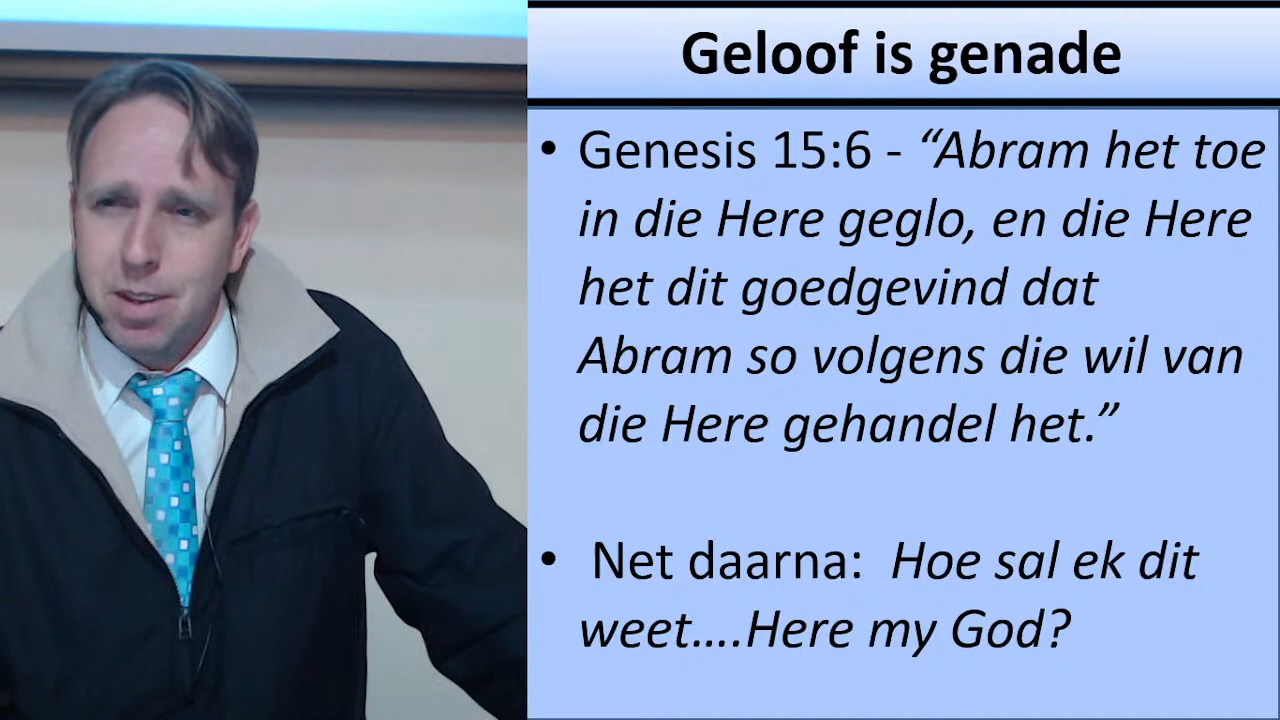 Geloof is genade
• Genesis 15:6 - “Abram het toe
in die Here geglo, en die Here
het dit goedgevind dat
Abram so volgens die wil van
die Here gehandel het.”
• Net daarna: Hoe sal ek dit
weet….Here my God?